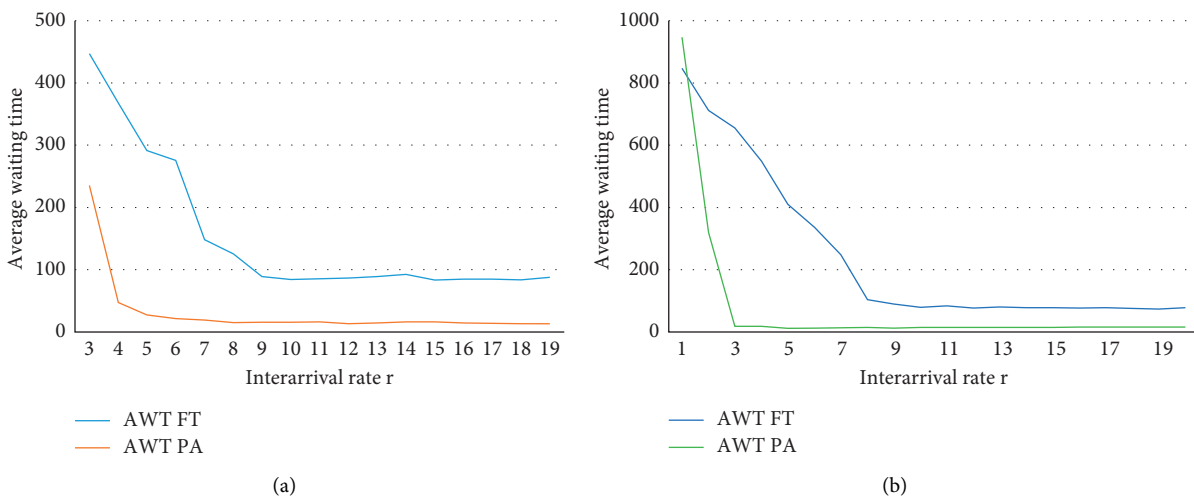 500
400
300
200
100
0
Average waiting time
3 4 5 6 7 8 9 10 11 12 13 14 15 16 17 18 19
Interarrival rate r
AWT FT
AWT PA
(a)
1000
800
600
400
200
0
Average waiting time
1 3 5 7 9 11 13 15 17 19
Interarrival rate r
AWT FT
AWT PA
(b)